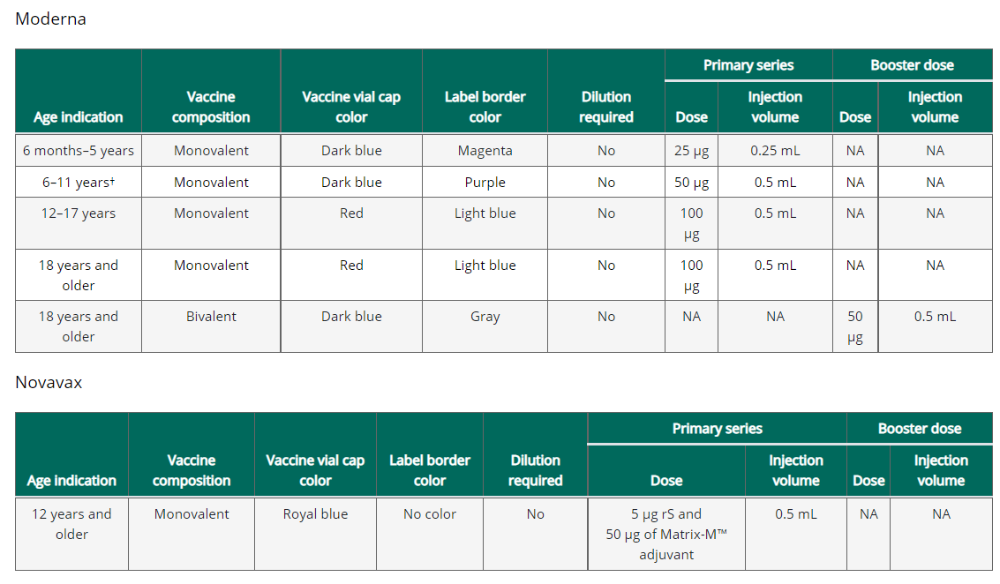 Moderna
Primary series Booster dose
Age indication Vaccine composition Vaccine vial cap color Label border color Dilution required Dose Injection volume Dose Injection volume
6 months–5 years Monovalent Dark blue Magenta No 25 μg 0.25 mL NA NA
6–11 years† Monovalent Dark blue Purple No 50 μg 0.5 mL NA NA
12–17 years Monovalent Red Light blue No 100 μg 0.5 mL NA NA
18 years and older Monovalent Red Light blue No 100 μg 0.5 mL NA NA
18 years and older Bivalent Dark blue Gray No NA NA 50 μg 0.5 mL
Novavax
Primary series Booster dose
Age indication Vaccine composition Vaccine vial cap color Label border color Dilution required Dose Injection volume Dose Injection volume
12 years and older Monovalent Royal blue No color No 5 μg rS and 50 μg of Matrix-M™ adjuvant 0.5 mL NA NA